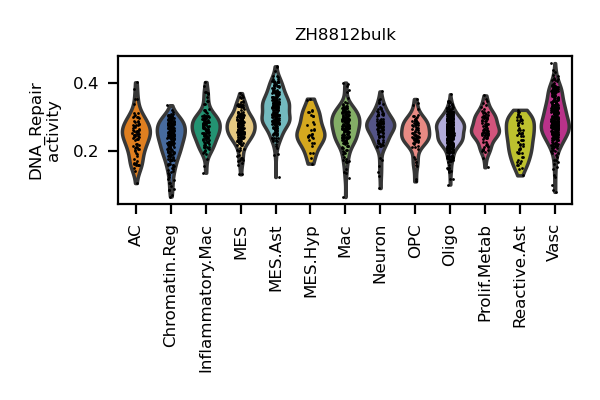 ZH8812bulk
DNA_Repair
activity
0.4
0.2
AC
Chromatin.Reg
Inflammatory.Mac
MES
MES.Ast
MES.Hyp
Mac
Neuron
OPC
Oligo
Prolif.Metab
Reactive.Ast
Vasc